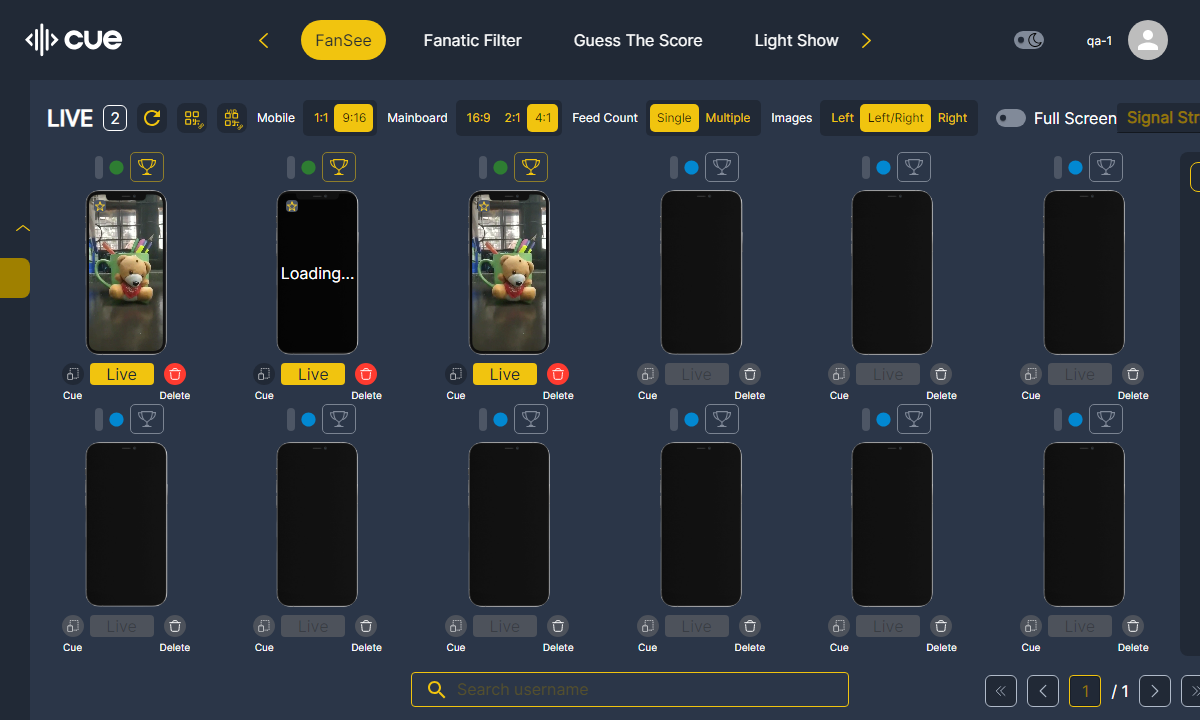 cue
FanSee
Fanatic Filter
Guess The Score
Light Show
qa-1
LIVE 2
Mobile 1:1 9:16
Mainboard 16:9 2:1 4:1
Feed Count Single Multiple
Images Left Left/Right Right
Full Screen
Signal Str
Loading...
Live Live Live Live Live Live
Cue Delete Cue Delete Cue Delete Cue Delete Cue Delete Cue Delete
Live Live Live Live Live Live
Cue Delete Cue Delete Cue Delete Cue Delete Cue Delete Cue Delete
Search username
1 / 1